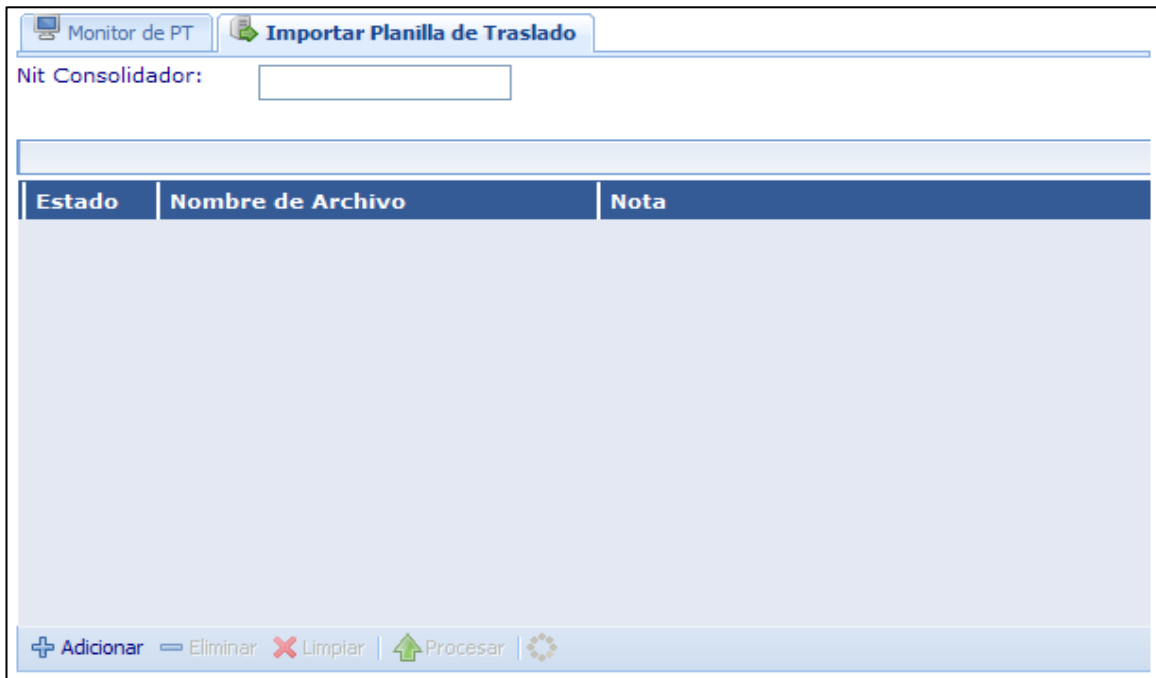 Monitor de PT Importar Planilla de Traslado
Nit Consolidador:
Estado Nombre de Archivo Nota
Adicionar Eliminar Limpiar Procesar